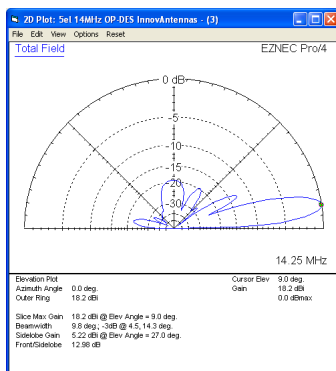 2D Plot: 5el 14MHz OP-DES InnovAntennas - (3)
File Edit View Options Reset
Total Field
EZNEC Pro/4
0 dB
-5
-10
-15
-20
-30
14.25 MHz
Elevation Plot
Cursor Elev 9.0 deg.
Azimuth Angle 0.0 deg.
Gain 18.2 dBi
Outer Ring 18.2 dBi
0.0 dBmax
Slice Max Gain 18.2 dBi @ Elev Angle = 9.0 deg.
Beamwidth 9.8 deg.; -3dB @ 4.5, 14.3 deg.
Sidelobe Gain 5.22 dBi @ Elev Angle = 27.0 deg.
Front/Sidelobe 12.98 dB